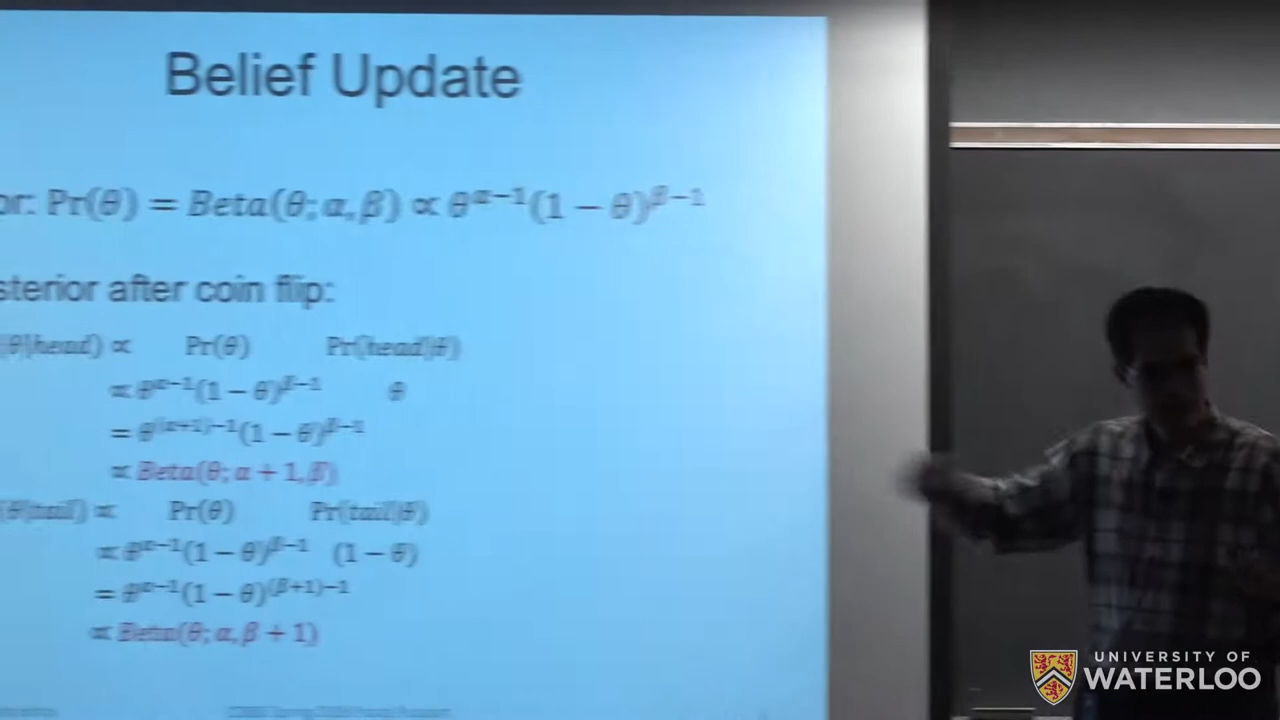 Belief Update
or: Pr(θ) = Beta(θ; α, β) ∝ θ^{α−1}(1 − θ)^{β−1}
sterior after coin flip:
(θ|head) ∝ Pr(θ) Pr(head|θ)
∝ θ^{α−1}(1 − θ)^{β−1} θ
= θ^{(α+1)−1}(1 − θ)^{β−1}
∝ Beta(θ; α + 1, β)
(θ|tail) ∝ Pr(θ) Pr(tail|θ)
∝ θ^{α−1}(1 − θ)^{β−1} (1 − θ)
= θ^{α−1}(1 − θ)^{(β+1)−1}
∝ Beta(θ; α, β + 1)
UNIVERSITY OF
WATERLOO